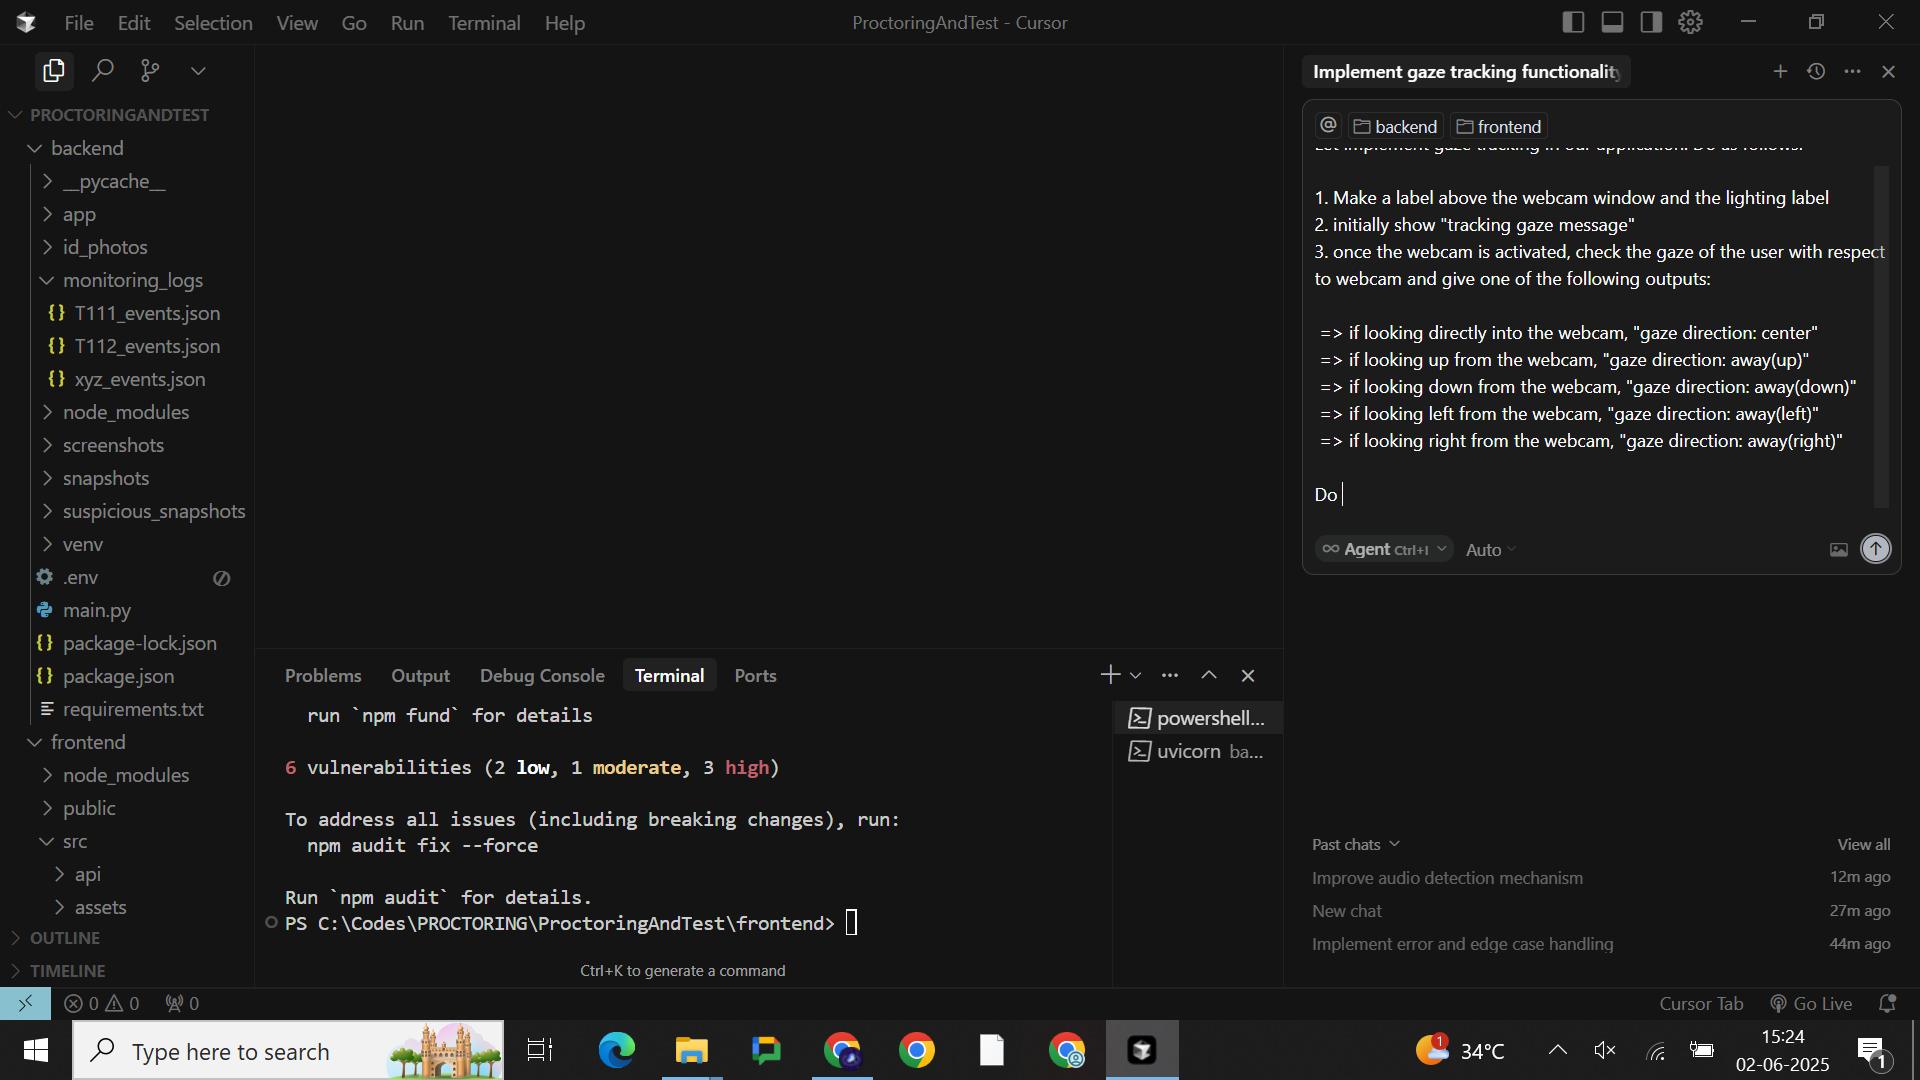 File Edit Selection View Go Run Terminal Help
ProctoringAndTest - Cursor
PROCTORINGANDTEST
backend
__pycache__
app
id_photos
monitoring_logs
{} T111_events.json
{} T112_events.json
{} xyz_events.json
node_modules
screenshots
snapshots
suspicious_snapshots
venv
.env
main.py
{} package-lock.json
{} package.json
requirements.txt
frontend
node_modules
public
src
api
assets
OUTLINE
TIMELINE
Problems Output Debug Console Terminal Ports
run `npm fund` for details
6 vulnerabilities (2 low, 1 moderate, 3 high)
To address all issues (including breaking changes), run:
npm audit fix --force
Run `npm audit` for details.
PS C:\Codes\PROCTORING\ProctoringAndTest\frontend>
Ctrl+K to generate a command
powershell...
uvicorn ba...
Implement gaze tracking functionality
@ backend frontend
Let implement gaze tracking in our application. Do as follows:
1. Make a label above the webcam window and the lighting label
2. initially show "tracking gaze message"
3. once the webcam is activated, check the gaze of the user with respect
to webcam and give one of the following outputs:
=> if looking directly into the webcam, "gaze direction: center"
=> if looking up from the webcam, "gaze direction: away(up)"
=> if looking down from the webcam, "gaze direction: away(down)"
=> if looking left from the webcam, "gaze direction: away(left)"
=> if looking right from the webcam, "gaze direction: away(right)"
Do
Agent Ctrl+I Auto
Past chats View all
Improve audio detection mechanism 12m ago
New chat 27m ago
Implement error and edge case handling 44m ago
0 0 0
Cursor Tab Go Live
Type here to search
1 34°C
15:24
02-06-2025
1